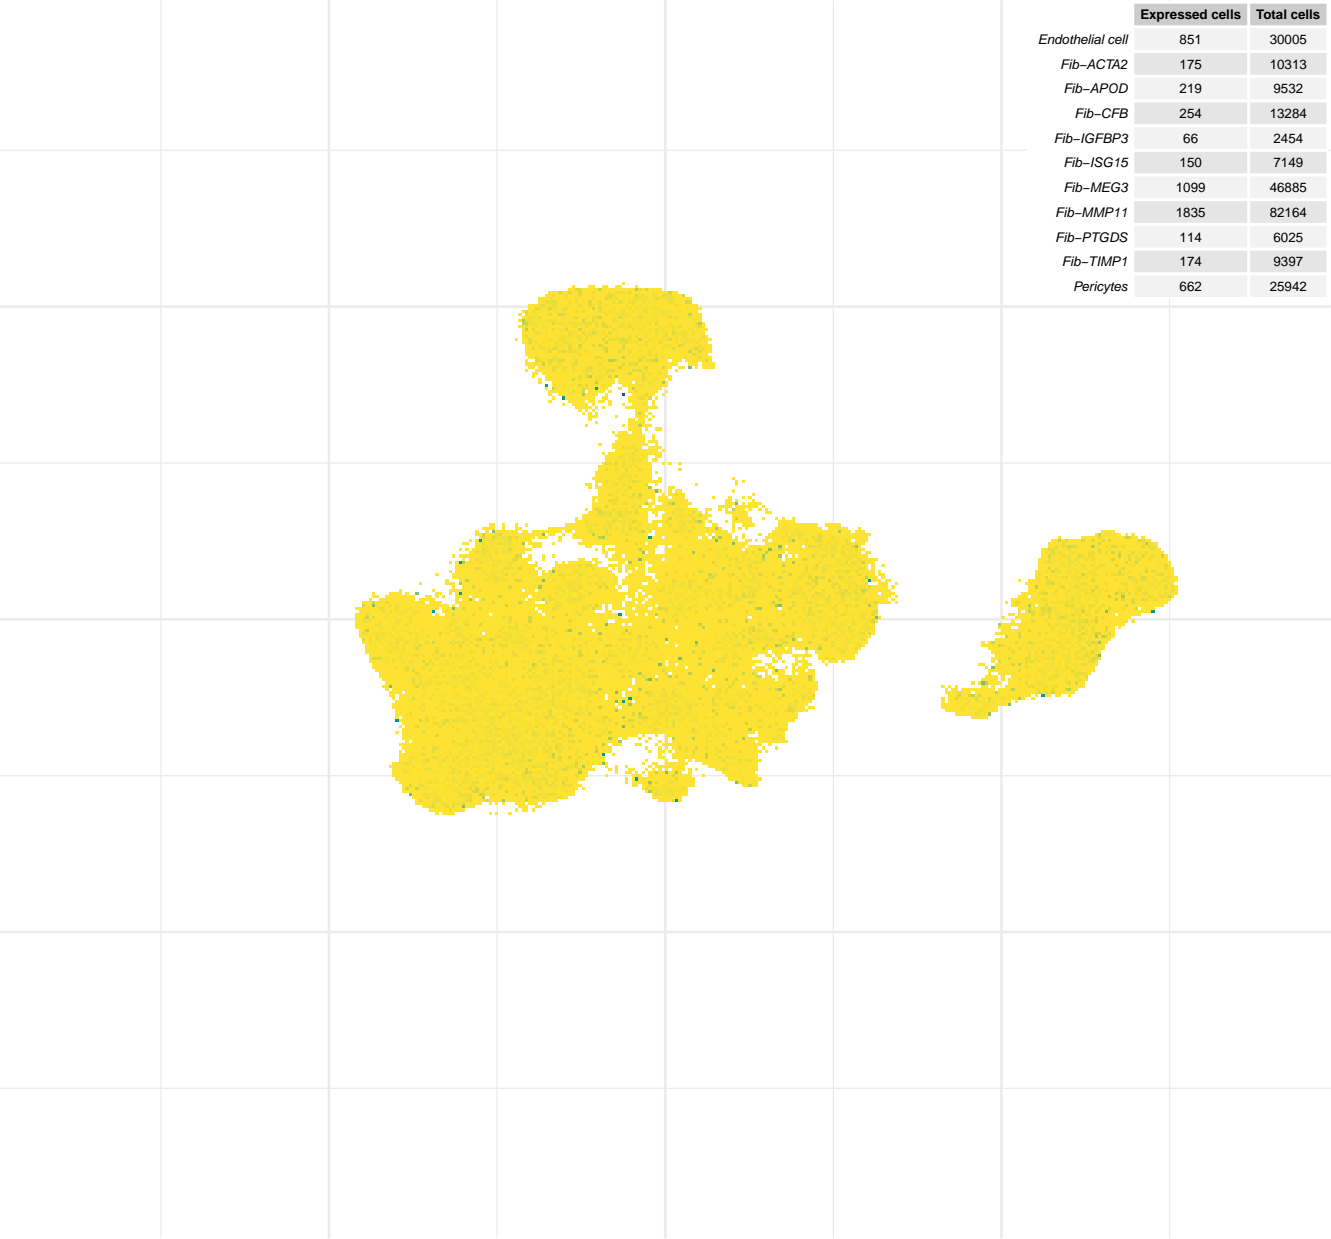 Expressed cells Total cells
Endothelial cell 851 30005
Fib−ACTA2 175 10313
Fib−APOD 219 9532
Fib−CFB 254 13284
Fib−IGFBP3 66 2454
Fib−ISG15 150 7149
Fib−MEG3 1099 46885
Fib−MMP11 1835 82164
Fib−PTGDS 114 6025
Fib−TIMP1 174 9397
Pericytes 662 25942